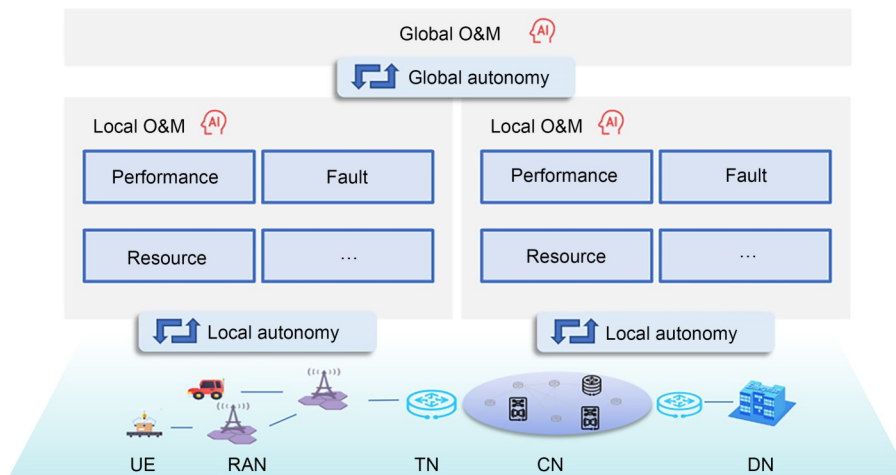 Global O&M AI
Global autonomy
Local O&M AI
Performance Fault
Resource ...
Local autonomy
Local O&M AI
Performance Fault
Resource ...
Local autonomy
UE RAN TN CN DN